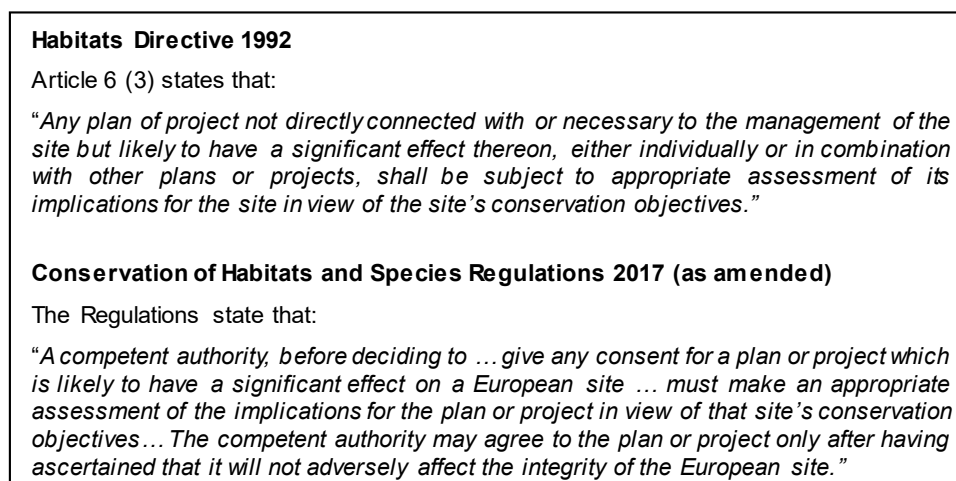 Habitats Directive 1992
Article 6 (3) states that:
“Any plan of project not directly connected with or necessary to the management of the
site but likely to have a significant effect thereon, either individually or in combination
with other plans or projects, shall be subject to appropriate assessment of its
implications for the site in view of the site’s conservation objectives.”
Conservation of Habitats and Species Regulations 2017 (as amended)
The Regulations state that:
“A competent authority, before deciding to … give any consent for a plan or project which
is likely to have a significant effect on a European site … must make an appropriate
assessment of the implications for the plan or project in view of that site’s conservation
objectives… The competent authority may agree to the plan or project only after having
ascertained that it will not adversely affect the integrity of the European site.”